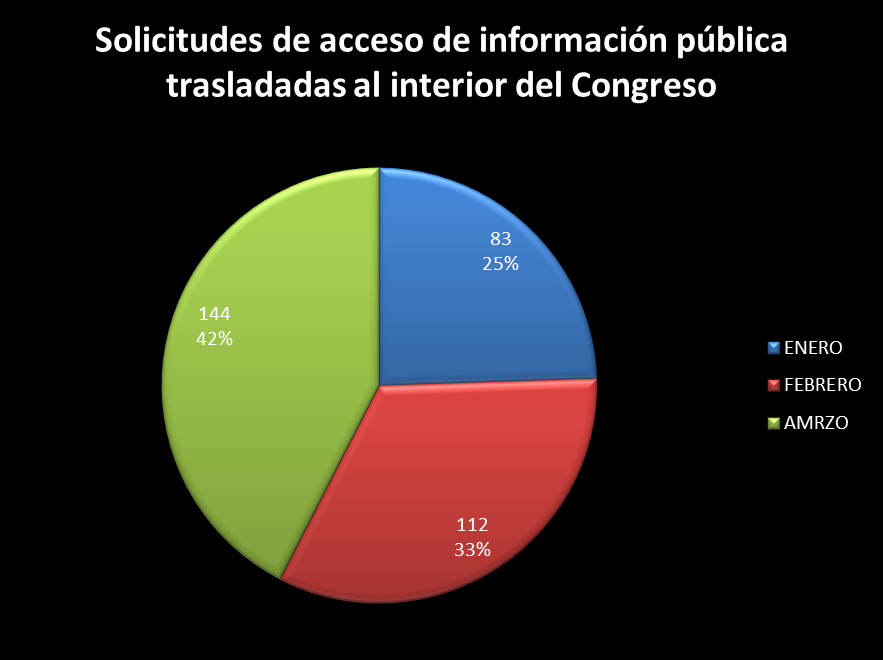 Solicitudes de acceso de información pública
trasladadas al interior del Congreso
83
25%
144
42%
112
33%
ENERO
FEBRERO
AMRZO